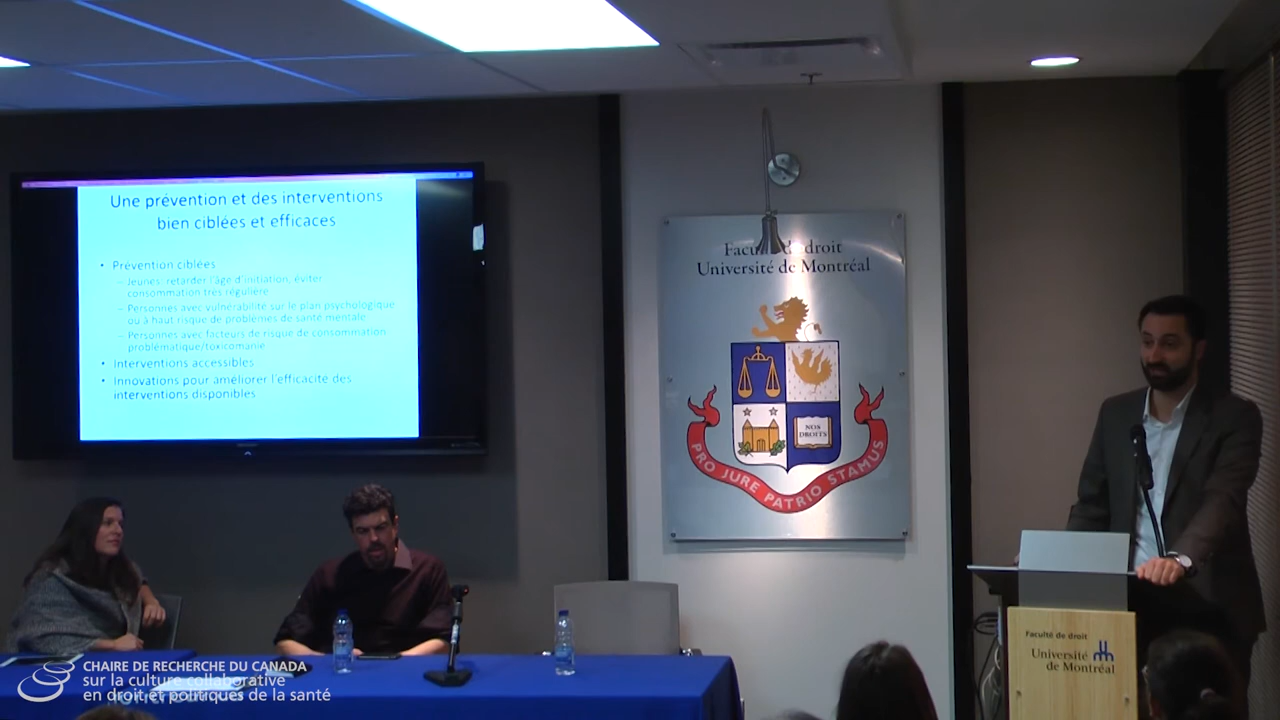 Une prévention et des interventions
bien ciblées et efficaces
• Prévention ciblées
– Jeunes: retarder l'âge d'initiation, éviter
consommation très régulière
– Personnes avec vulnérabilité sur le plan psychologique
ou à haut risque de problèmes de santé mentale
– Personnes avec facteurs de risque de consommation
problématique/toxicomanie
• Interventions accessibles
• Innovations pour améliorer l'efficacité des
interventions disponibles
Faculté de droit
Université de Montréal
NOS
DROITS
PRO JURE PATRIO STAMUS
Faculté de droit
Université
de Montréal
CHAIRE DE RECHERCHE DU CANADA
sur la culture collaborative
en droit et politiques de la santé